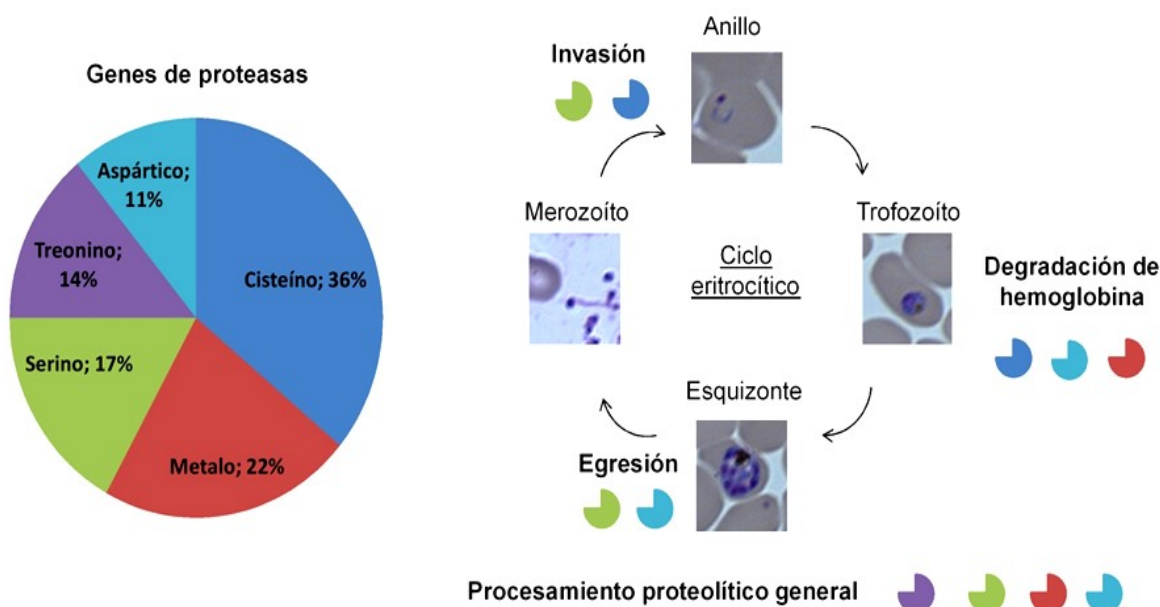 Genes de proteasas
Aspártico;
11%
Treonino;
14%
Cisteíno; 36%
Serino; 17%
Metalo; 22%
Anillo
Invasión
Merozoíto
Trofozoíto
Ciclo
eritrocítico
Degradación de
hemoglobina
Esquizonte
Egresión
Procesamiento proteolítico general